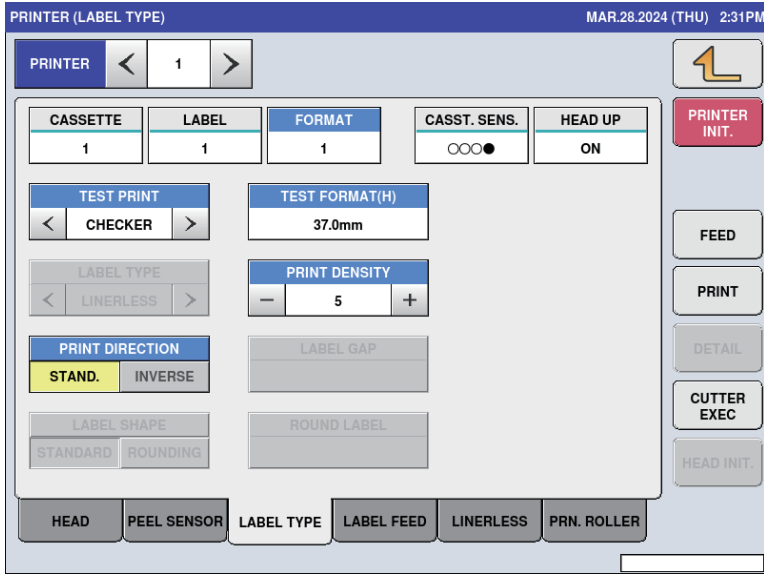 PRINTER (LABEL TYPE) MAR.28.2024 (THU) 2:31PM
PRINTER 1
CASSETTE LABEL FORMAT CASST. SENS. HEAD UP
1 1 1 ○○○● ON
PRINTER
INIT.
TEST PRINT TEST FORMAT(H)
CHECKER 37.0mm
FEED
LABEL TYPE PRINT DENSITY
LINERLESS − 5 +
PRINT
PRINT DIRECTION LABEL GAP
STAND. INVERSE
DETAIL
CUTTER
EXEC
LABEL SHAPE ROUND LABEL
STANDARD ROUNDING
HEAD INIT.
HEAD PEEL SENSOR LABEL TYPE LABEL FEED LINERLESS PRN. ROLLER